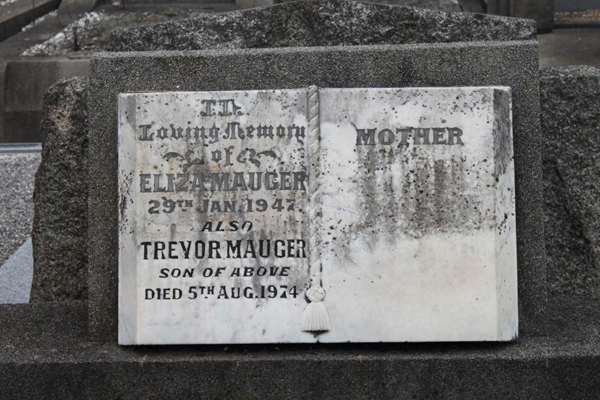 In
Loving Memory
of
ELIZA MAUGER
29TH JAN. 1947.
ALSO
TREVOR MAUGER
SON OF ABOVE
DIED 5TH AUG. 1974
MOTHER